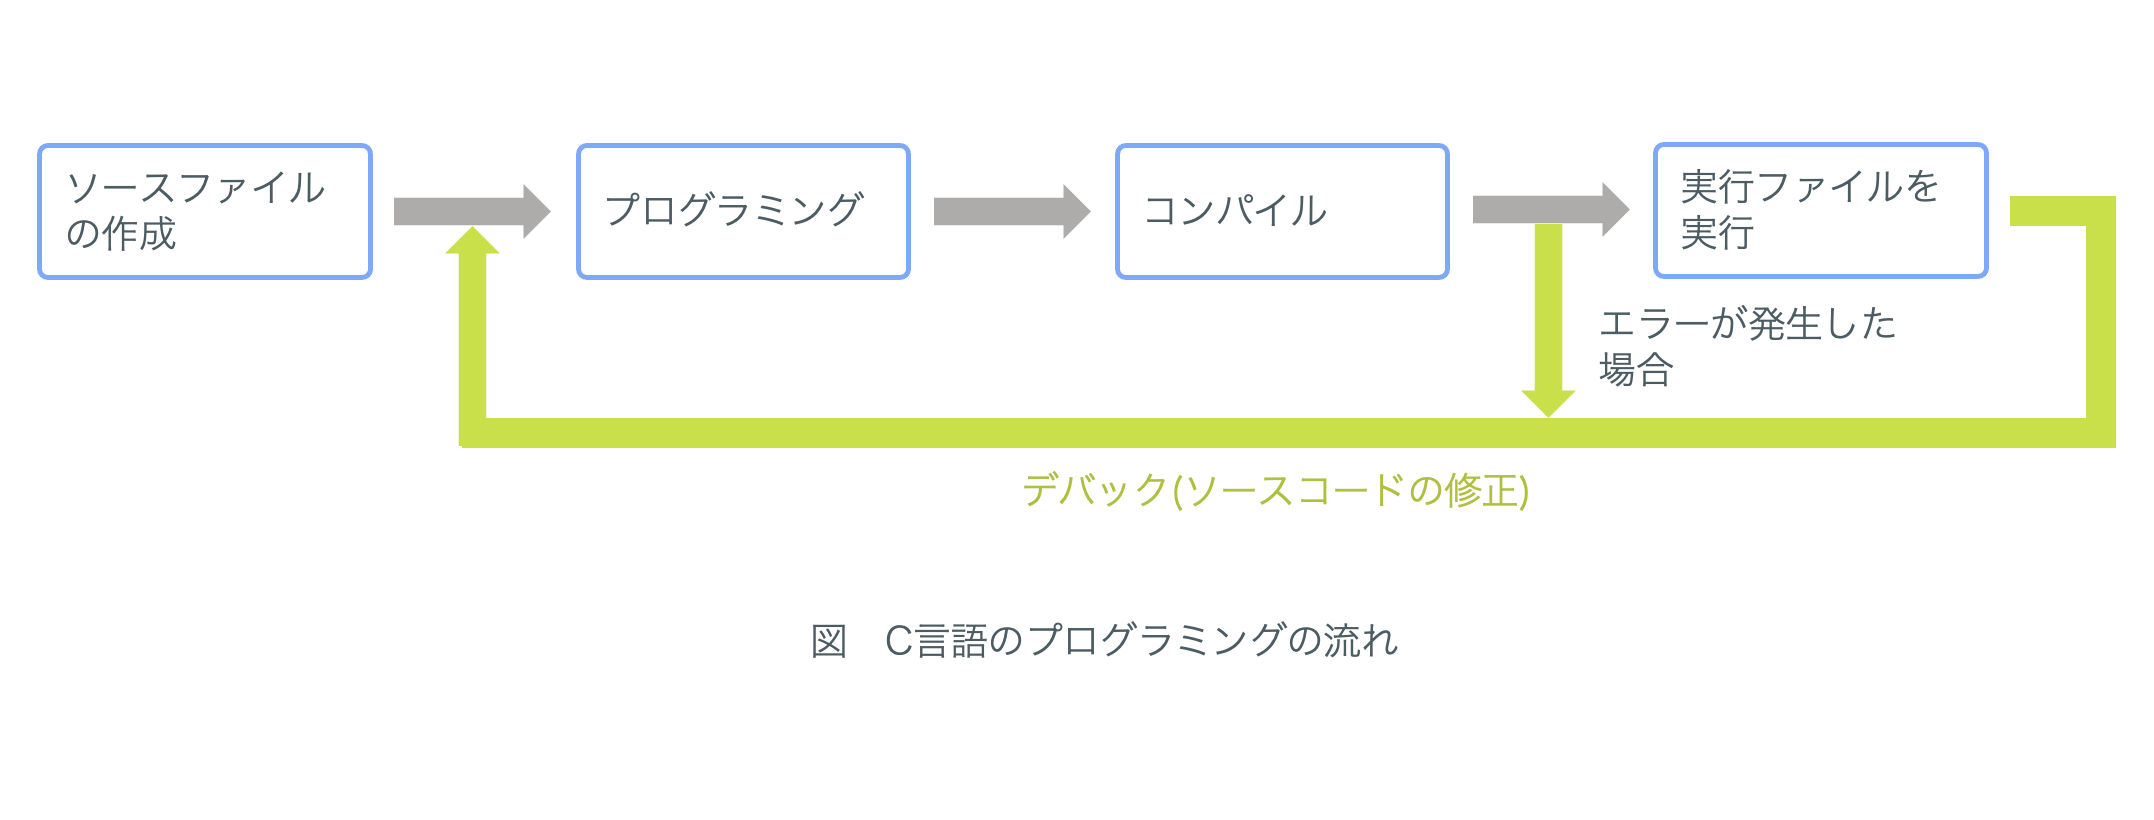 ソースファイル
の作成
プログラミング
コンパイル
実行ファイルを
実行
エラーが発生した
場合
デバック(ソースコードの修正)
図　C言語のプログラミングの流れ